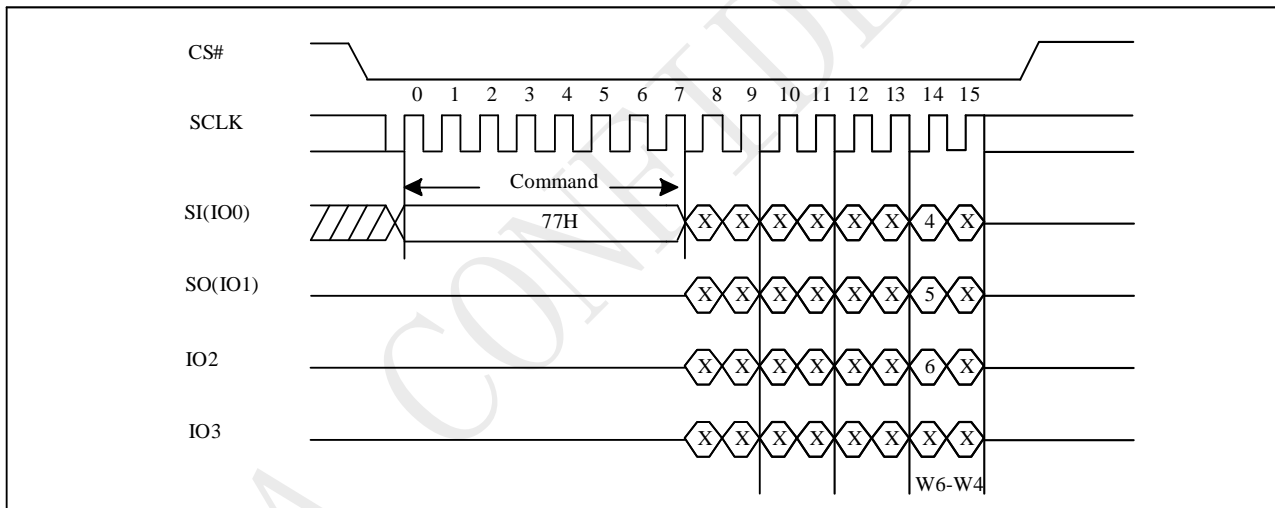 CS#
0 1 2 3 4 5 6 7 8 9 10 11 12 13 14 15
SCLK
Command
SI(IO0) 77H X X X X X X 4 X
SO(IO1) X X X X X X 5 X
IO2 X X X X X X 6 X
IO3 X X X X X X X X
W6-W4
A CONFIDE